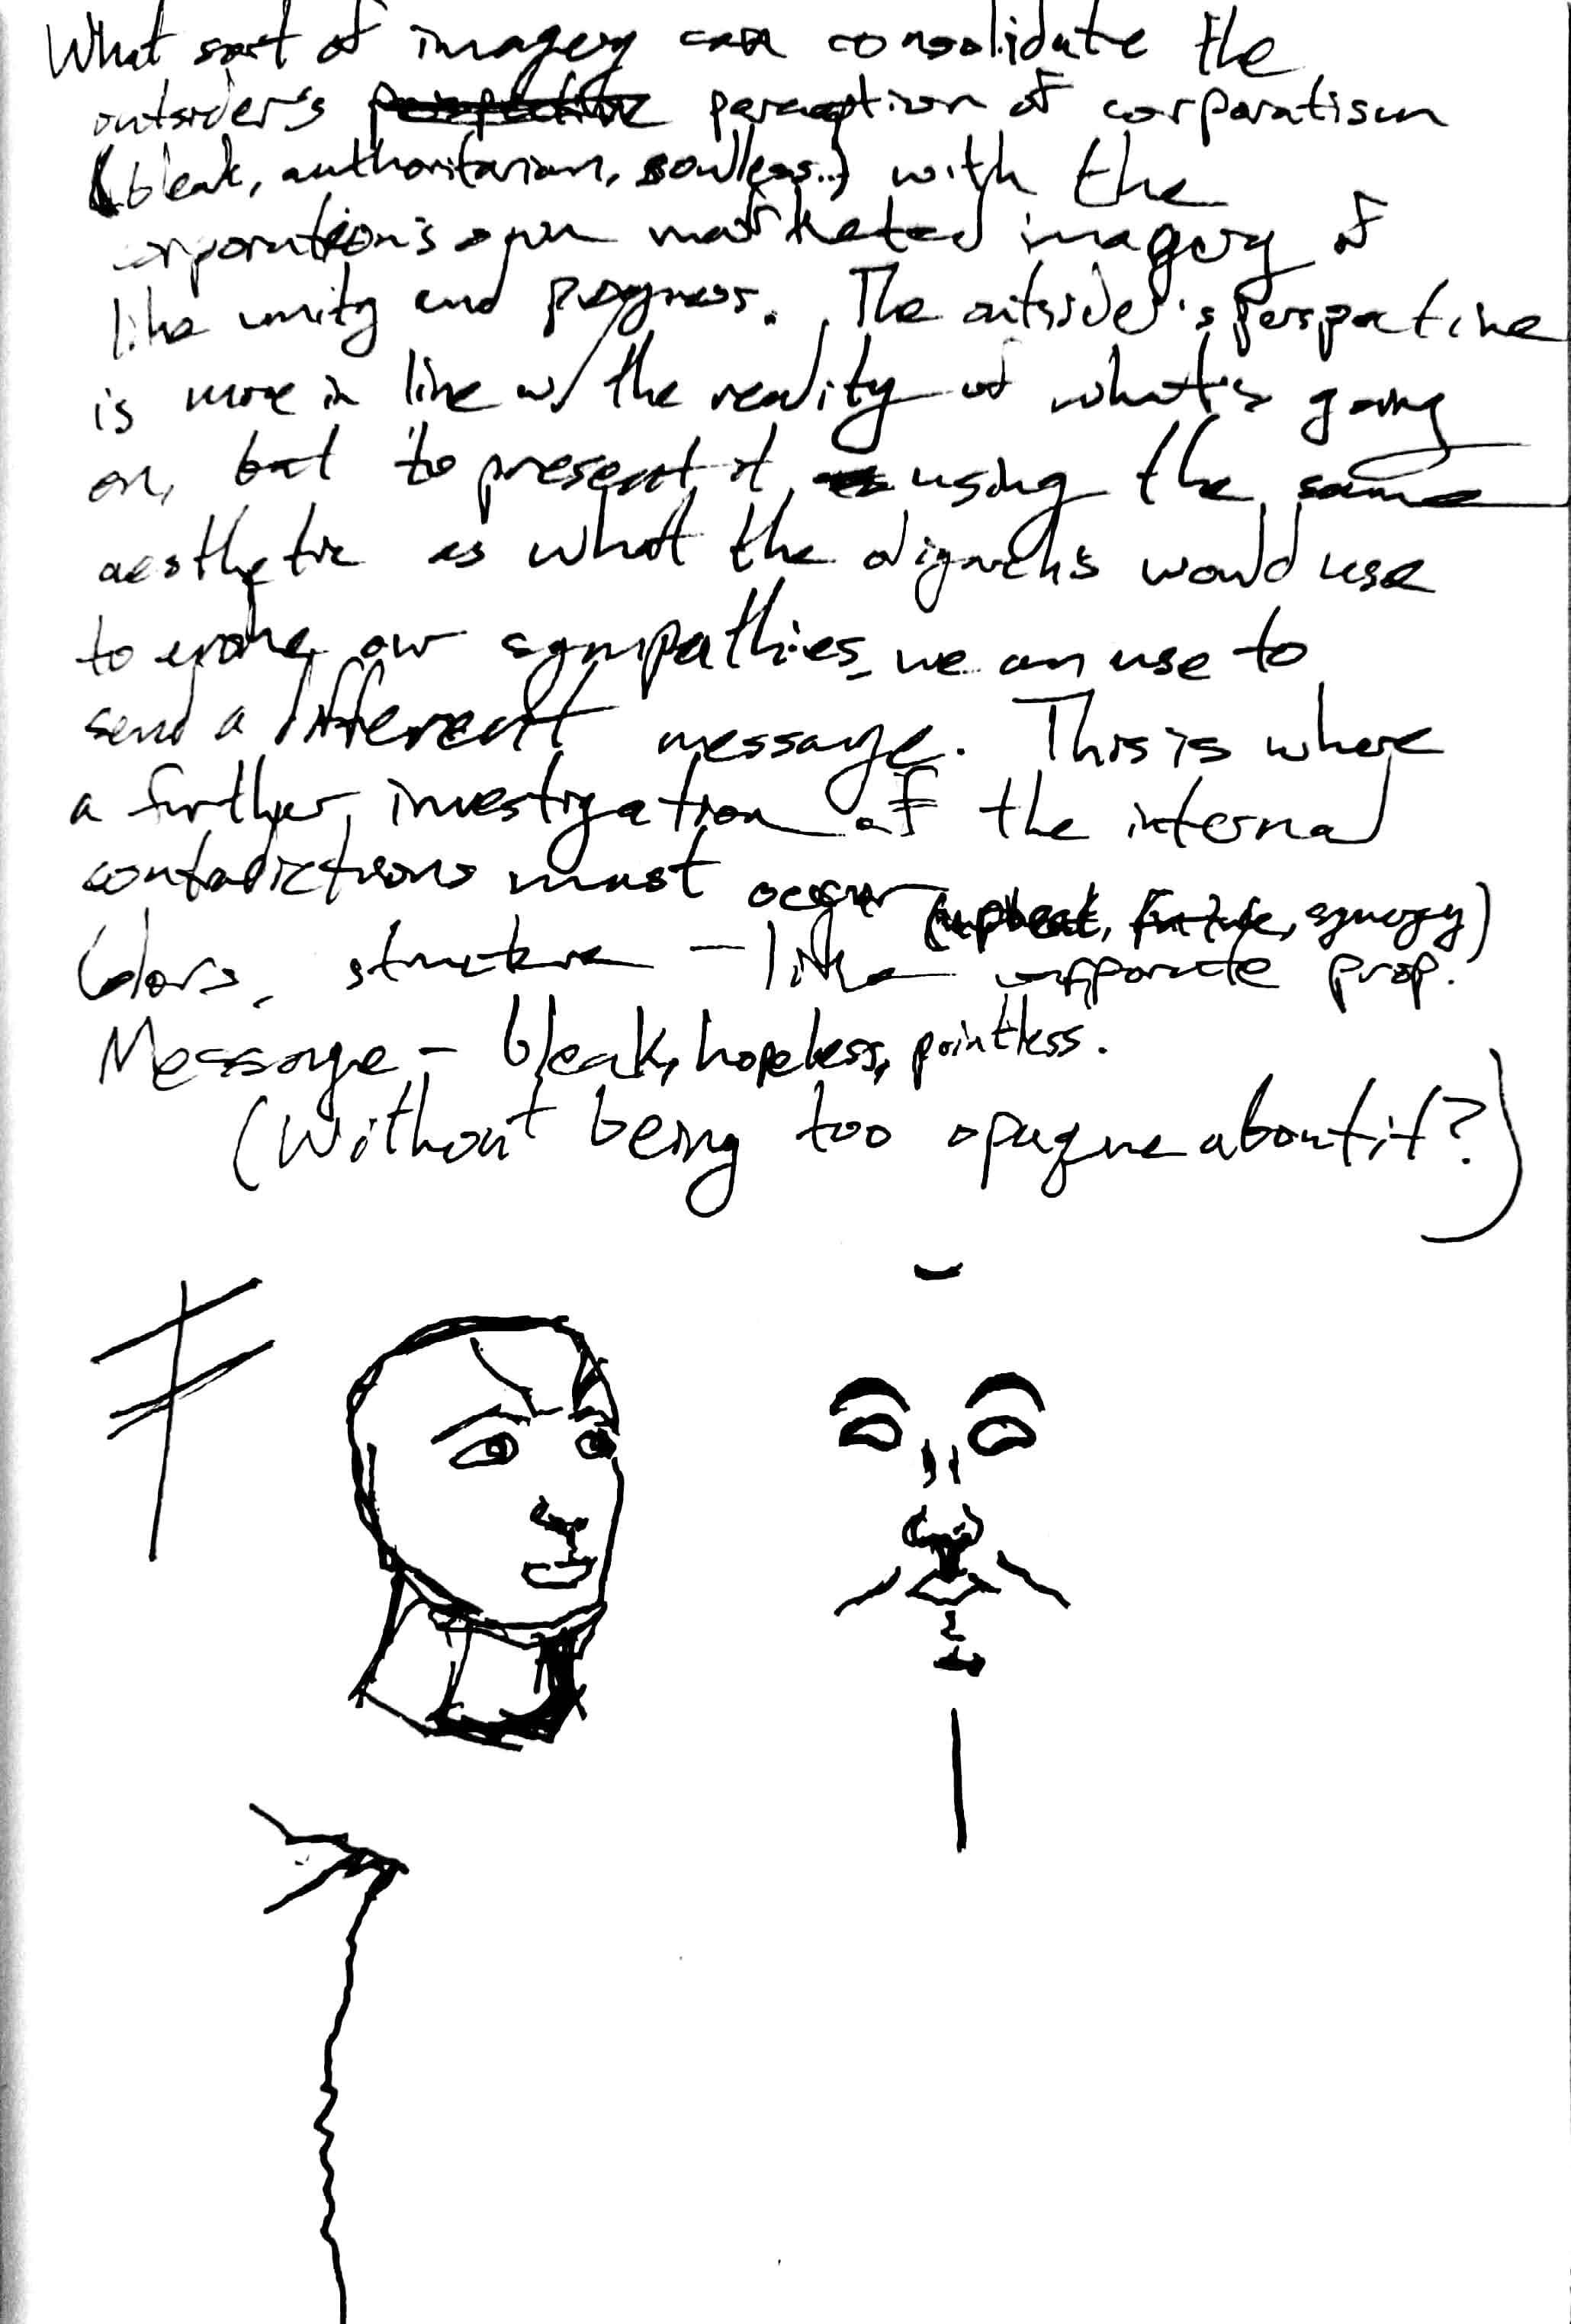 What sort of imagery can consolidate the
outsider's perspective perception of corporatism
(bleak, authoritarian, soulless..) with the
corporation's own marketed imagery of
like unity and progress. The outsider's perspective
is more in line w/ the reality of what's going
on, but to present it using the same
aesthetic as what the oligarchs would use
to evoke our sympathies, we can use to
send a different message. This is where
a further investigation of the internal
contradictions must occur
(upbeat, future, synergy)
Colors, structure — like corporate prop.
Message — bleak, hopeless, pointless.
(Without being too opaque about it?)